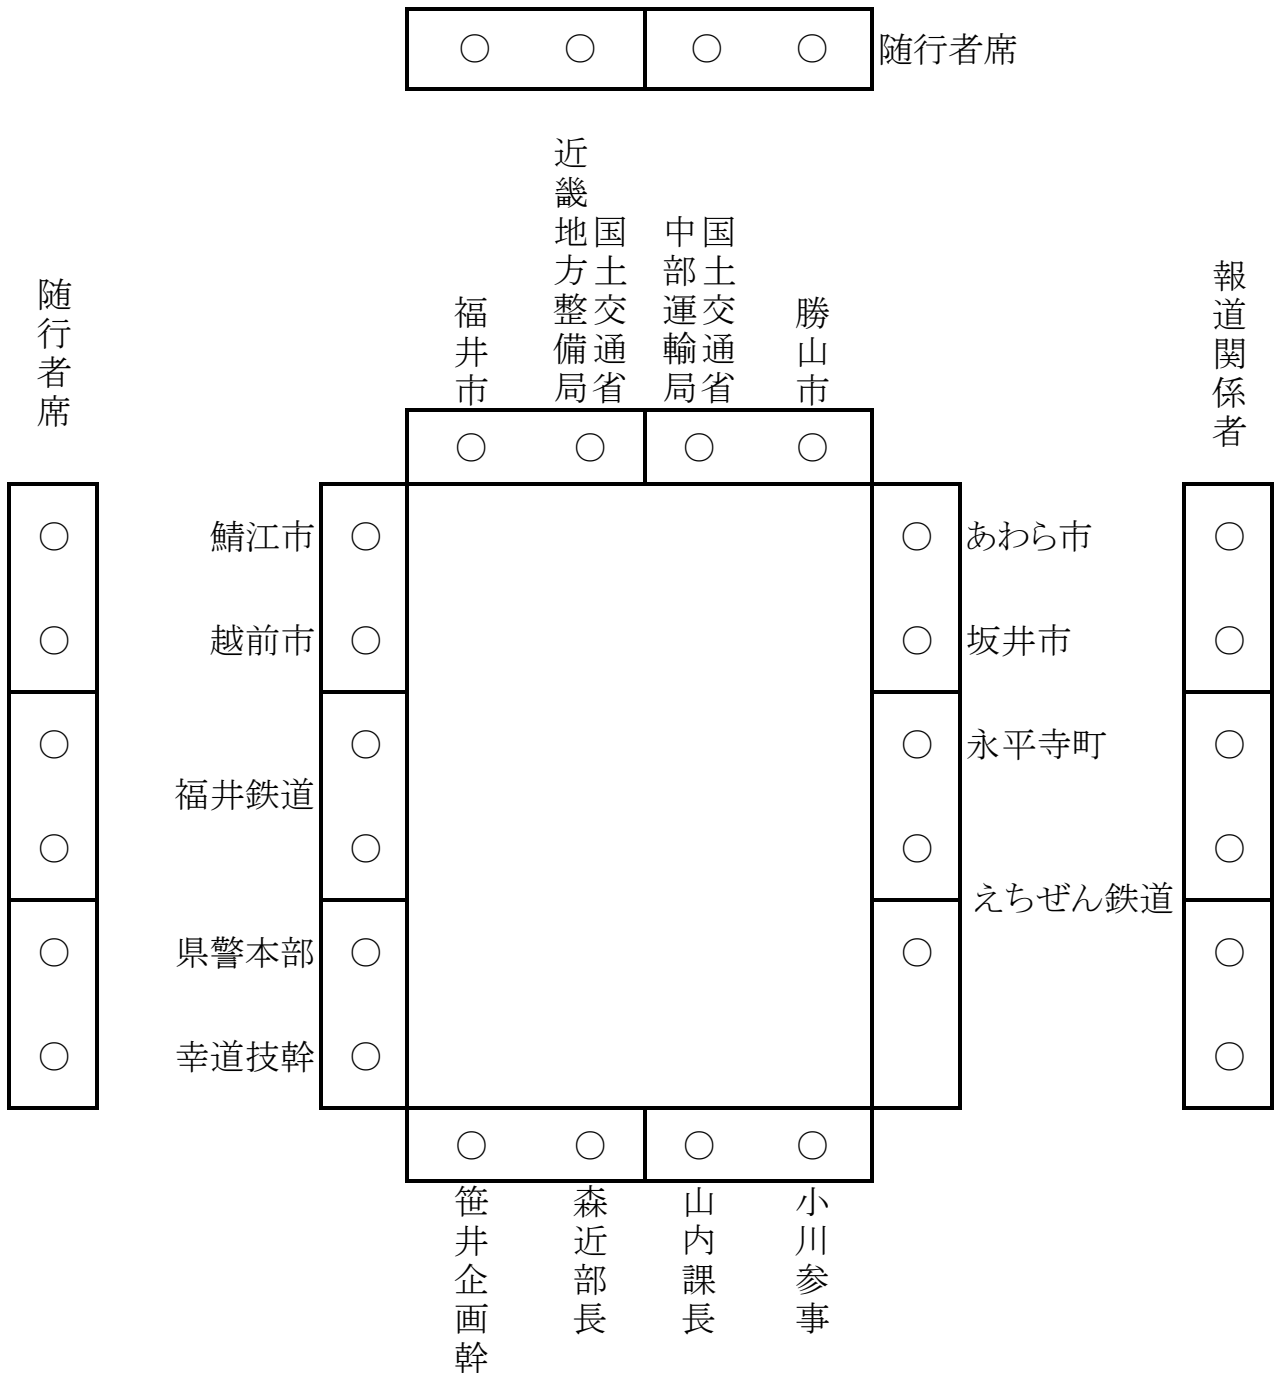 随行者席
国土交通省
近畿地方整備局
国土交通省
中部運輸局
福井市
勝山市
随行者席
報道関係者
鯖江市
あわら市
越前市
坂井市
永平寺町
福井鉄道
えちぜん鉄道
県警本部
幸道技幹
笹井企画幹
森近部長
山内課長
小川参事